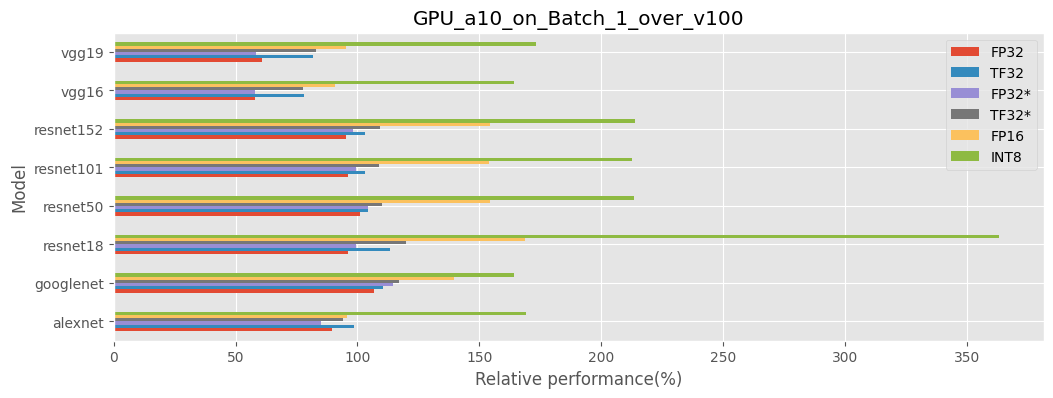 GPU_a10_on_Batch_1_over_v100
vgg19
vgg16
resnet152
resnet101
resnet50
resnet18
googlenet
alexnet
Model
FP32
TF32
FP32*
TF32*
FP16
INT8
0 50 100 150 200 250 300 350
Relative performance(%)